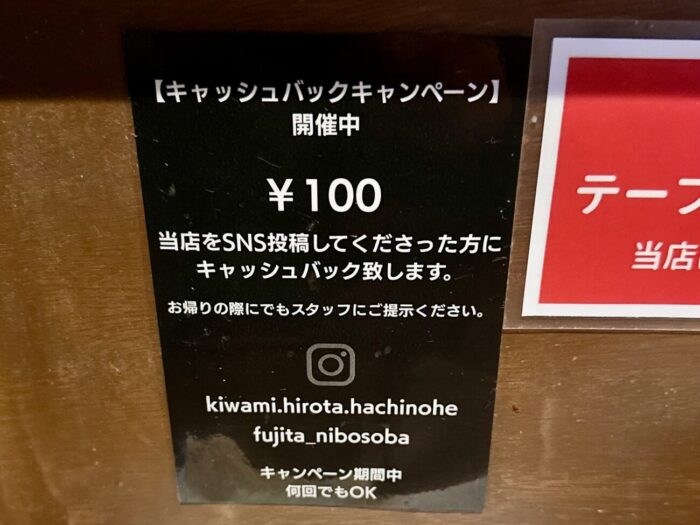 【キャッシュバックキャンペーン】
開催中
￥100
当店をSNS投稿してくださった方に
キャッシュバック致します。
お帰りの際にでもスタッフにご提示ください。
kiwami.hirota.hachinohe
fujita_nibosoba
キャンペーン期間中
何回でもOK
テー
当店